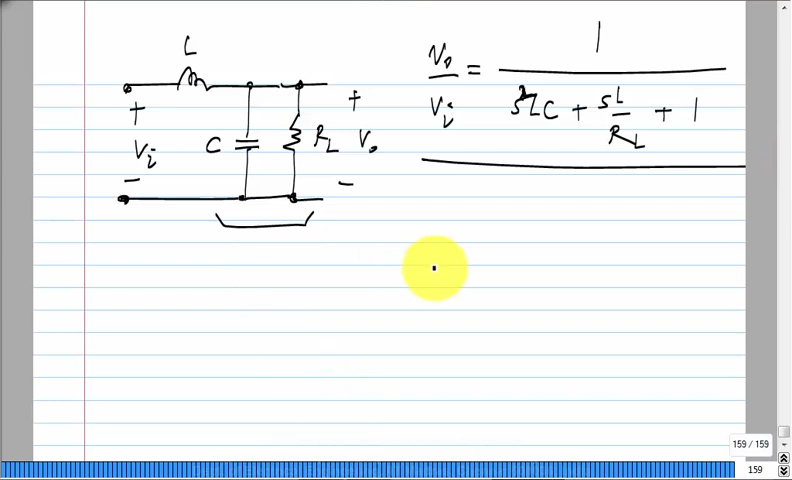 L
+
Vi
−
C
RL
+
Vo
−
Vo/Vi = 1/(s²LC + sL/RL + 1)
159 / 159
159